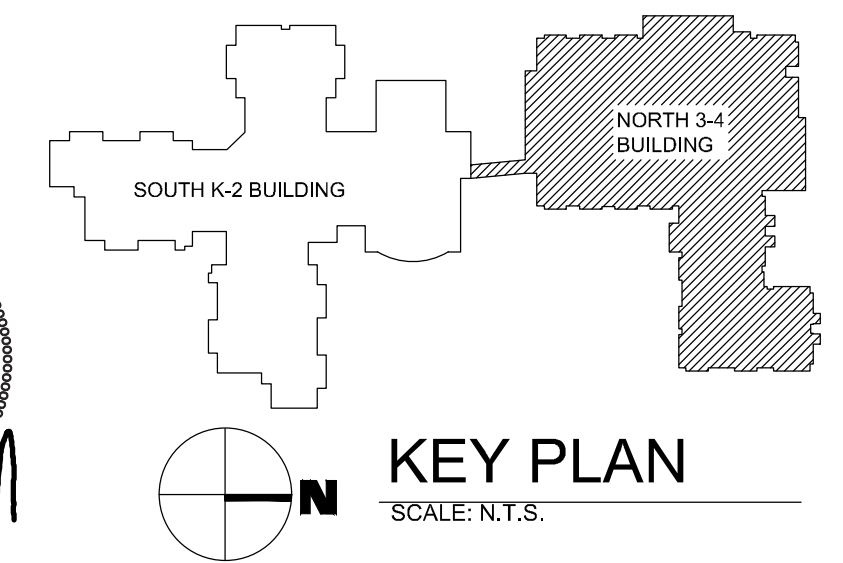 NORTH 3-4
BUILDING
SOUTH K-2 BUILDING
N
KEY PLAN
SCALE: N.T.S.